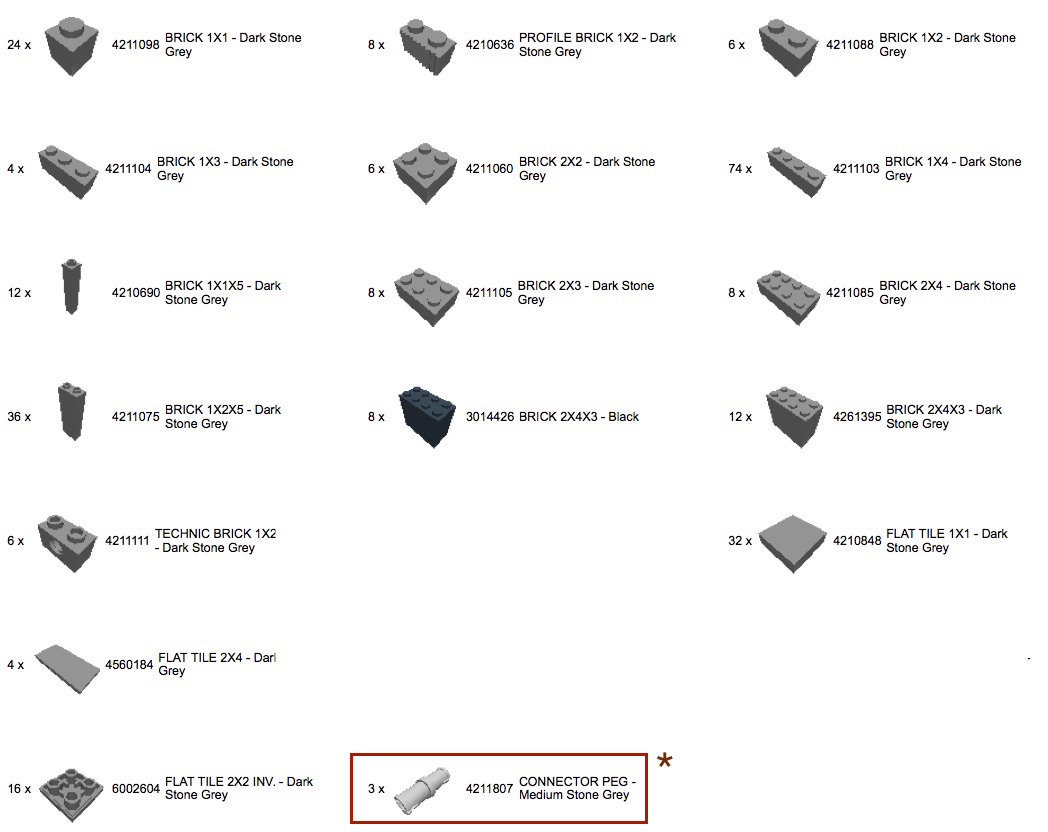 24 x 4211098 BRICK 1X1 - Dark Stone
Grey
8 x 4210636 PROFILE BRICK 1X2 - Dark
Stone Grey
6 x 4211088 BRICK 1X2 - Dark Stone
Grey
4 x 4211104 BRICK 1X3 - Dark Stone
Grey
6 x 4211060 BRICK 2X2 - Dark Stone
Grey
74 x 4211103 BRICK 1X4 - Dark Stone
Grey
12 x 4210690 BRICK 1X1X5 - Dark
Stone Grey
8 x 4211105 BRICK 2X3 - Dark Stone
Grey
8 x 4211085 BRICK 2X4 - Dark Stone
Grey
36 x 4211075 BRICK 1X2X5 - Dark
Stone Grey
8 x 3014426 BRICK 2X4X3 - Black
12 x 4261395 BRICK 2X4X3 - Dark
Stone Grey
6 x 4211111 TECHNIC BRICK 1X2
- Dark Stone Grey
32 x 4210848 FLAT TILE 1X1 - Dark
Stone Grey
4 x 4560184 FLAT TILE 2X4 - Dark
Grey
16 x 6002604 FLAT TILE 2X2 INV. - Dark
Stone Grey
3 x 4211807 CONNECTOR PEG -
Medium Stone Grey
*